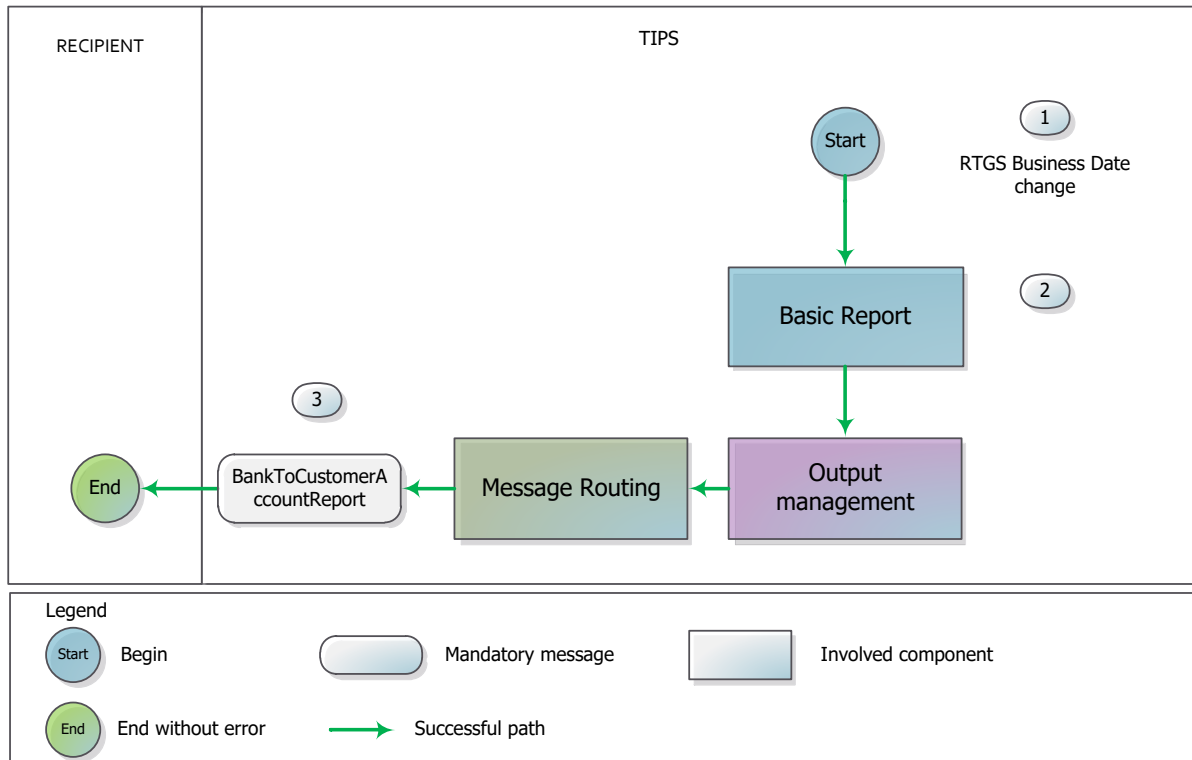 RECIPIENT
TIPS
Start
1
RTGS Business Date
change
Basic Report
2
3
End
BankToCustomerA
ccountReport
Message Routing
Output
management
Legend
Start
Begin
Mandatory message
Involved component
End
End without error
Successful path